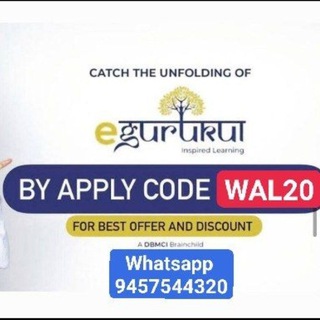 CATCH THE UNFOLDING OF
egurukul
Inspired Learning
BY APPLY CODE WAL20
FOR BEST OFFER AND DISCOUNT
A DBMCI Brainchild
Whatsapp
9457544320